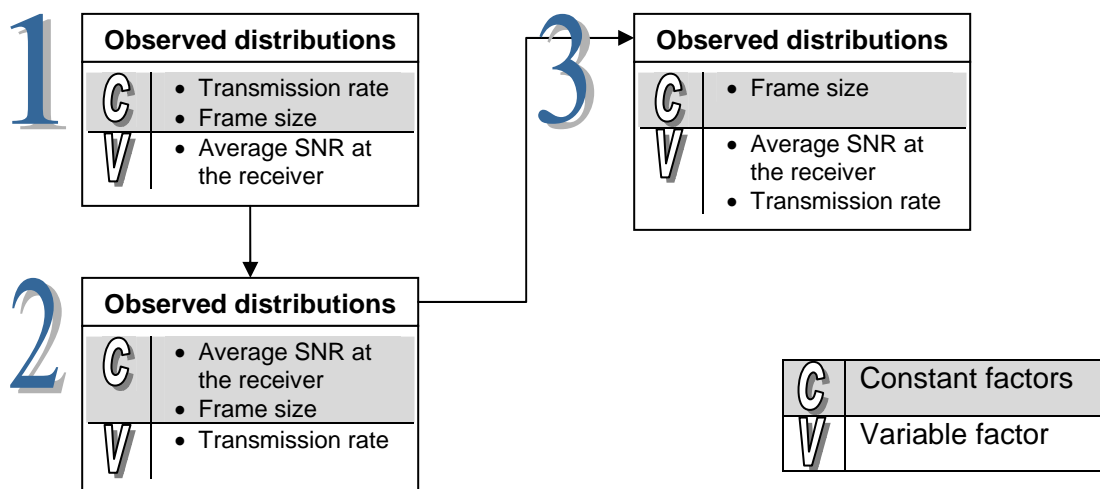 1
Observed distributions
C
• Transmission rate
• Frame size
V
• Average SNR at
the receiver
2
Observed distributions
C
• Average SNR at
the receiver
• Frame size
V
• Transmission rate
3
Observed distributions
C
• Frame size
V
• Average SNR at
the receiver
• Transmission rate
C Constant factors
V Variable factor